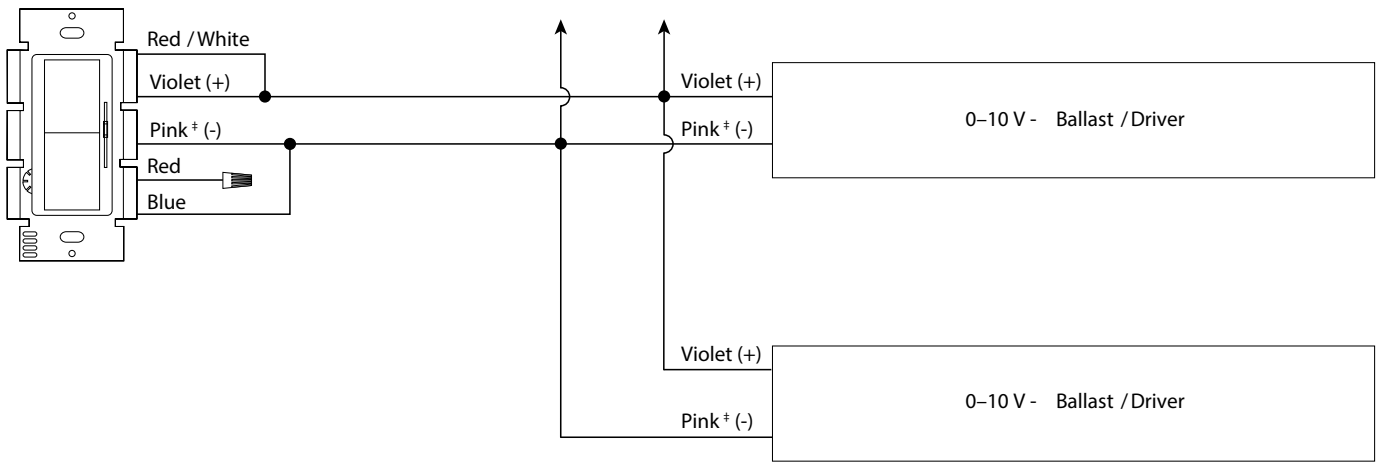 Red / White
Violet (+)
Pink ‡ (-)
Red
Blue
Violet (+)
Pink ‡ (-)
0–10 V - Ballast / Driver
Violet (+)
Pink ‡ (-)
0–10 V - Ballast / Driver